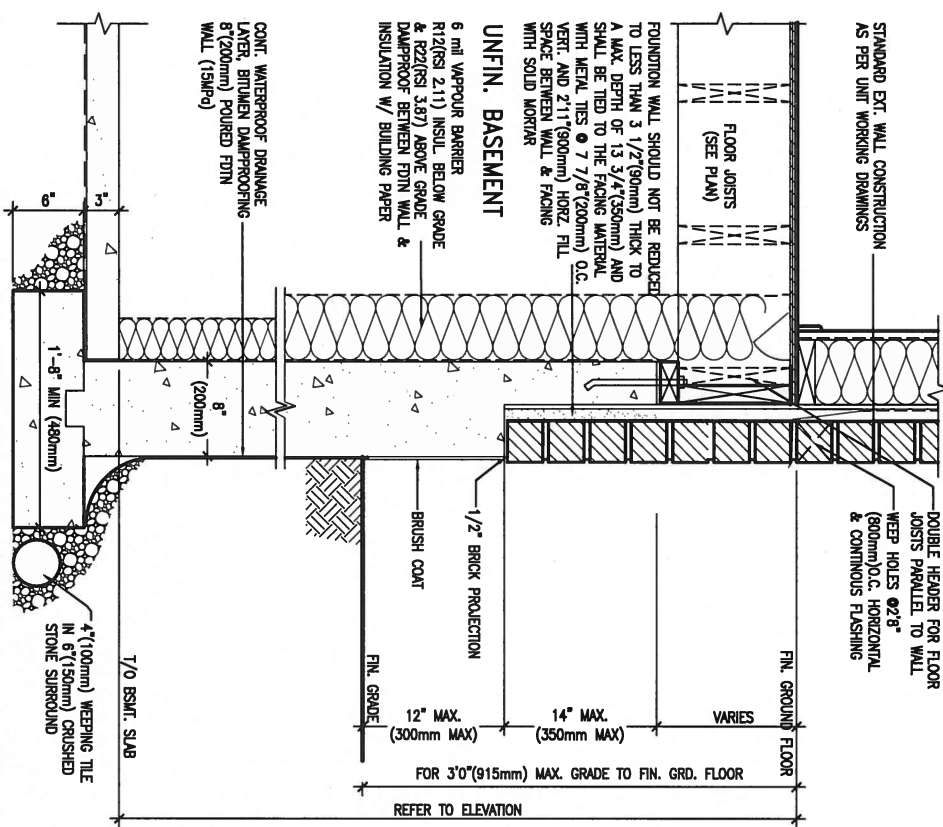 STANDARD EXT. WALL CONSTRUCTION
AS PER UNIT WORKING DRAWINGS
FLOOR JOISTS
(SEE PLAN)
FOUNDTION WALL SHOULD NOT BE REDUCED
TO LESS THAN 3 1/2"(90mm) THICK TO
A MAX. DEPTH OF 13 3/4"(350mm) AND
SHALL BE TIED TO THE FACING MATERIAL
WITH METAL TIES @ 7 7/8"(200mm) O.C.
VERT. AND 2'11"(900mm) HORZ. FILL
SPACE BETWEEN WALL & FACING
WITH SOLID MORTAR
UNFIN. BASEMENT
6 mil VAPPOUR BARRIER
R12(RSI 2.11) INSUL BELOW GRADE
& R22(RSI 3.87) ABOVE GRADE
DAMPPROOF BETWEEN FDTN WALL &
INSULATION W/ BUILDING PAPER
CONT. WATERPROOF DRAINAGE
LAYER, BITUMEN DAMPPROOFING
8"(200mm) POURED FDTN
WALL (15MPa)
6"
3"
1'-8" MIN (480mm)
8"
(200mm)
DOUBLE HEADER FOR FLOOR
JOISTS PARALLEL TO WALL
WEEP HOLES @2'8"
(800mm)O.C. HORIZONTAL
& CONTINOUS FLASHING
1/2" BRICK PROJECTION
BRUSH COAT
4"(100mm) WEEPING TILE
IN 6"(150mm) CRUSHED
STONE SURROUND
FIN. GROUND FLOOR
FIN. GRADE
T/O BSMT. SLAB
VARIES
14" MAX.
(350mm MAX)
12" MAX.
(300mm MAX)
FOR 3'0"(915mm) MAX. GRADE TO FIN. GRD. FLOOR
REFER TO ELEVATION